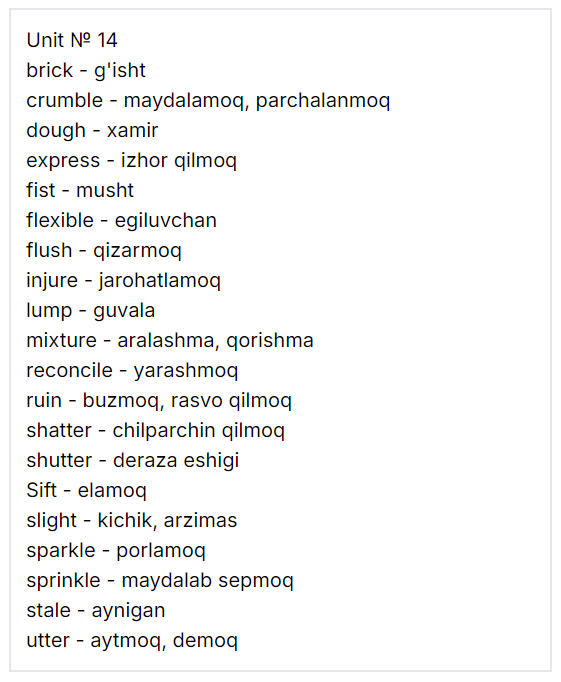 Unit № 14
brick - g'isht
crumble - maydalamoq, parchalanmoq
dough - xamir
express - izhor qilmoq
fist - musht
flexible - egiluvchan
flush - qizarmoq
injure - jarohatlamoq
lump - guvala
mixture - aralashma, qorishma
reconcile - yarashmoq
ruin - buzmoq, rasvo qilmoq
shatter - chilparchin qilmoq
shutter - deraza eshigi
Sift - elamoq
slight - kichik, arzimas
sparkle - porlamoq
sprinkle - maydalab sepmoq
stale - aynigan
utter - aytmoq, demoq